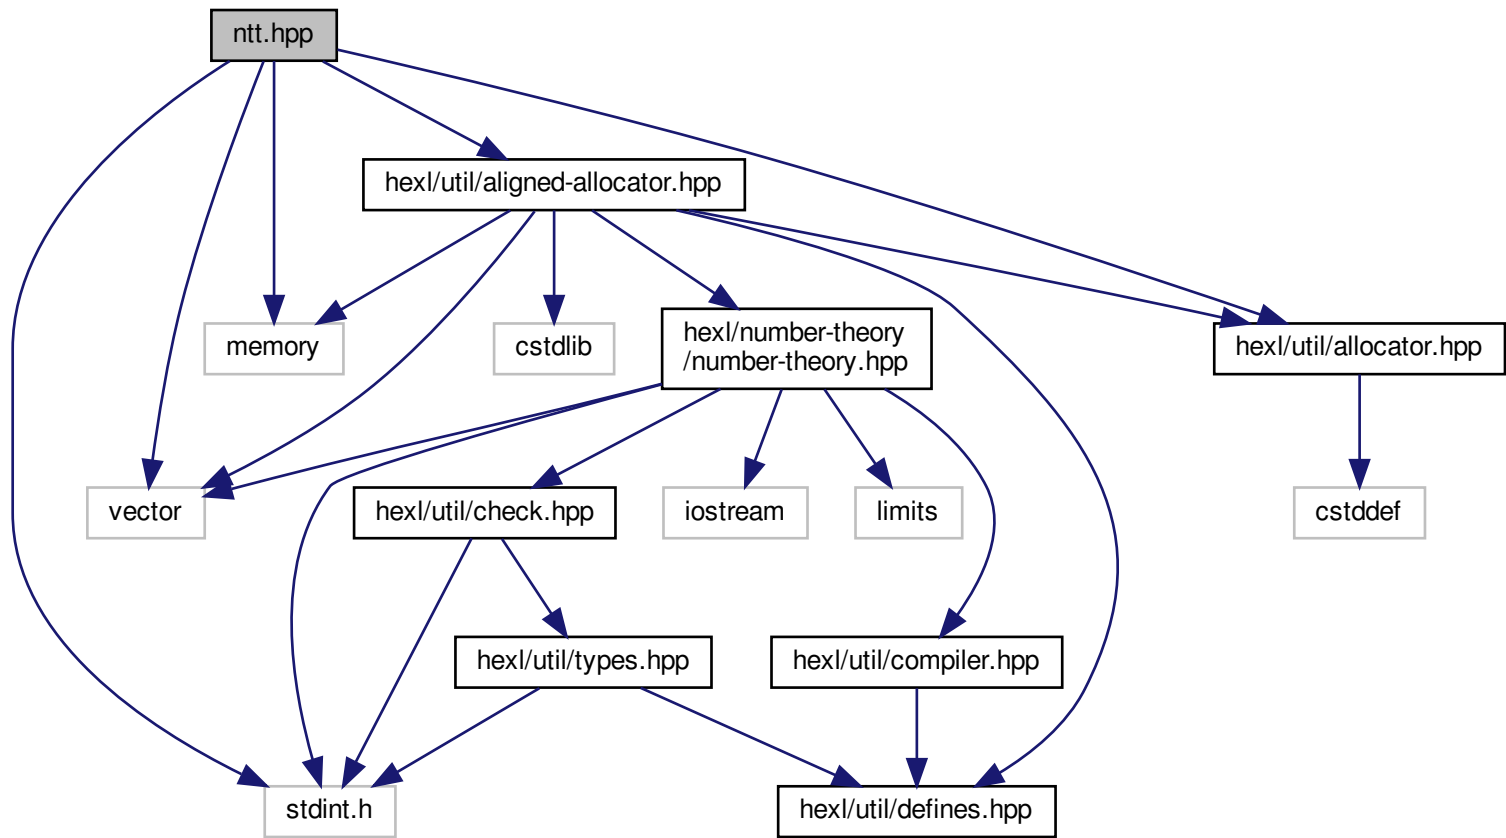 ntt.hpp
hexl/util/aligned-allocator.hpp
memory
cstdlib
hexl/number-theory
/number-theory.hpp
hexl/util/allocator.hpp
vector
hexl/util/check.hpp
iostream
limits
cstddef
hexl/util/types.hpp
hexl/util/compiler.hpp
stdint.h
hexl/util/defines.hpp